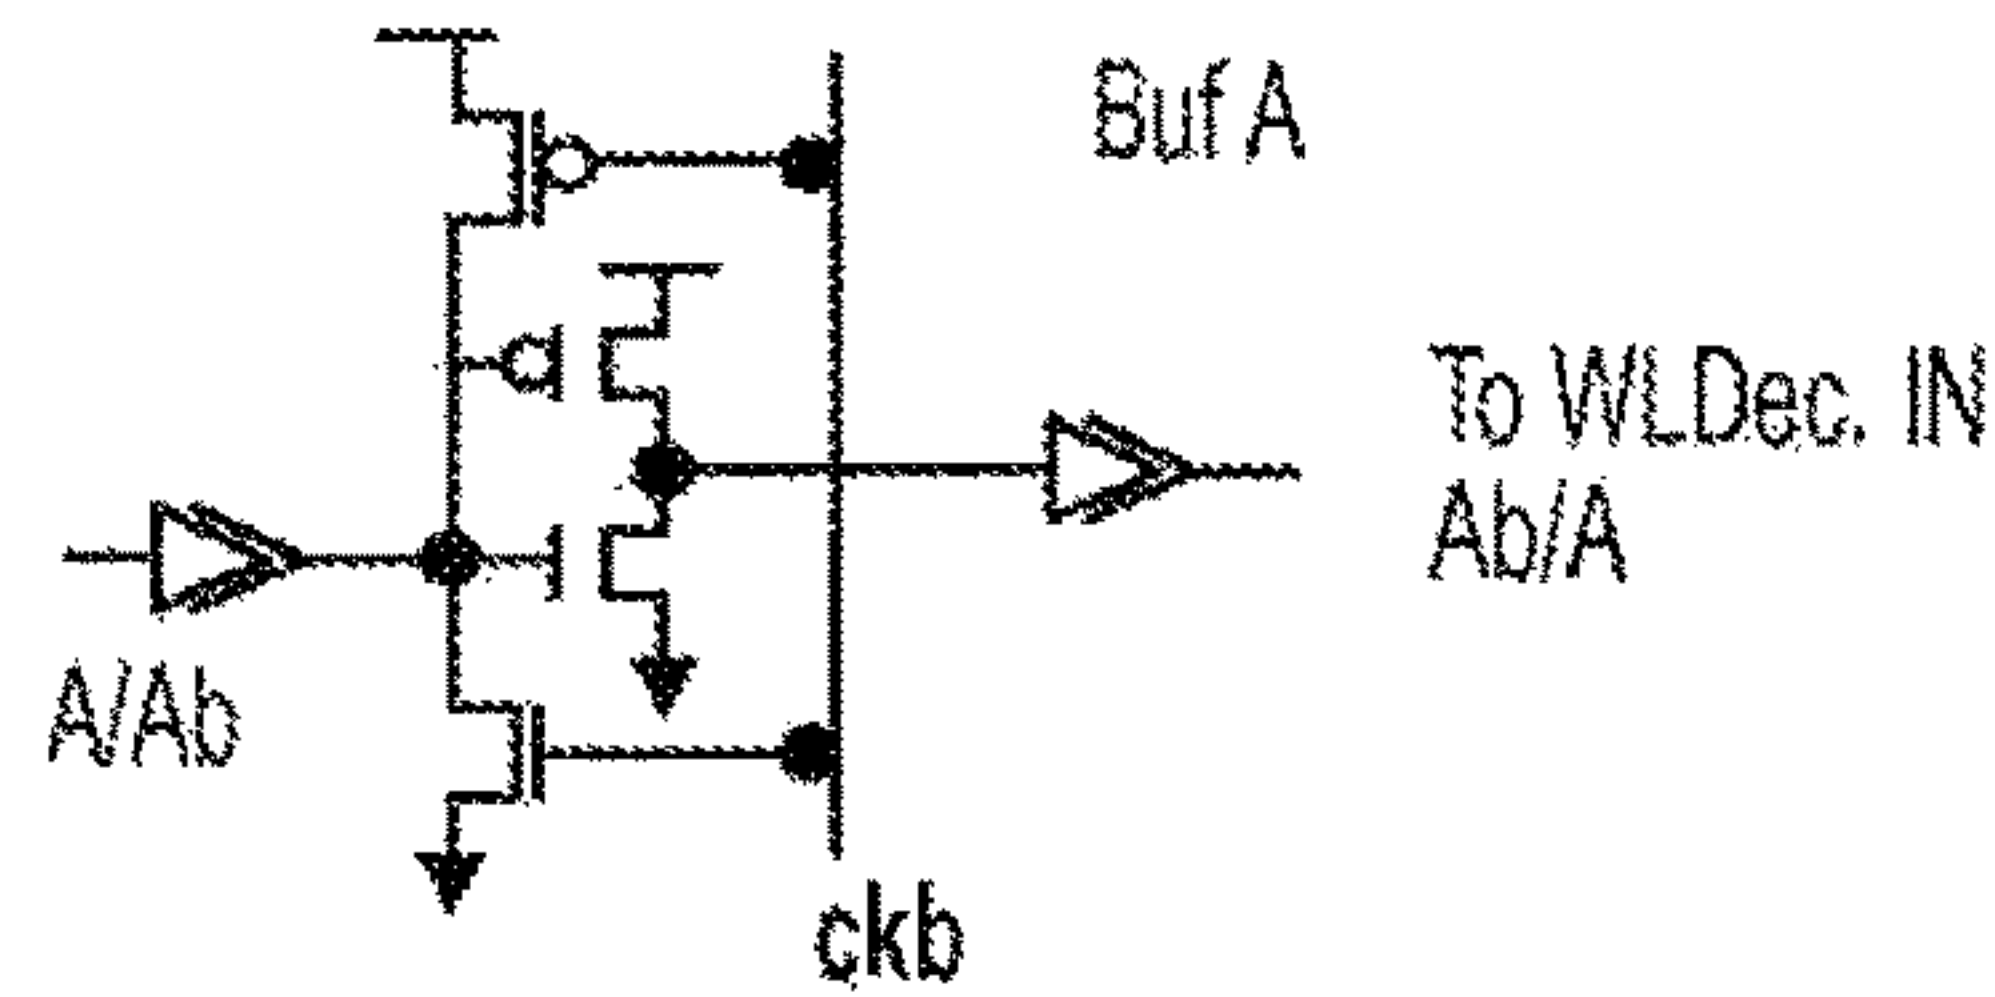 Buf A
To WLDec. IN
Ab/A
A/Ab
ckb